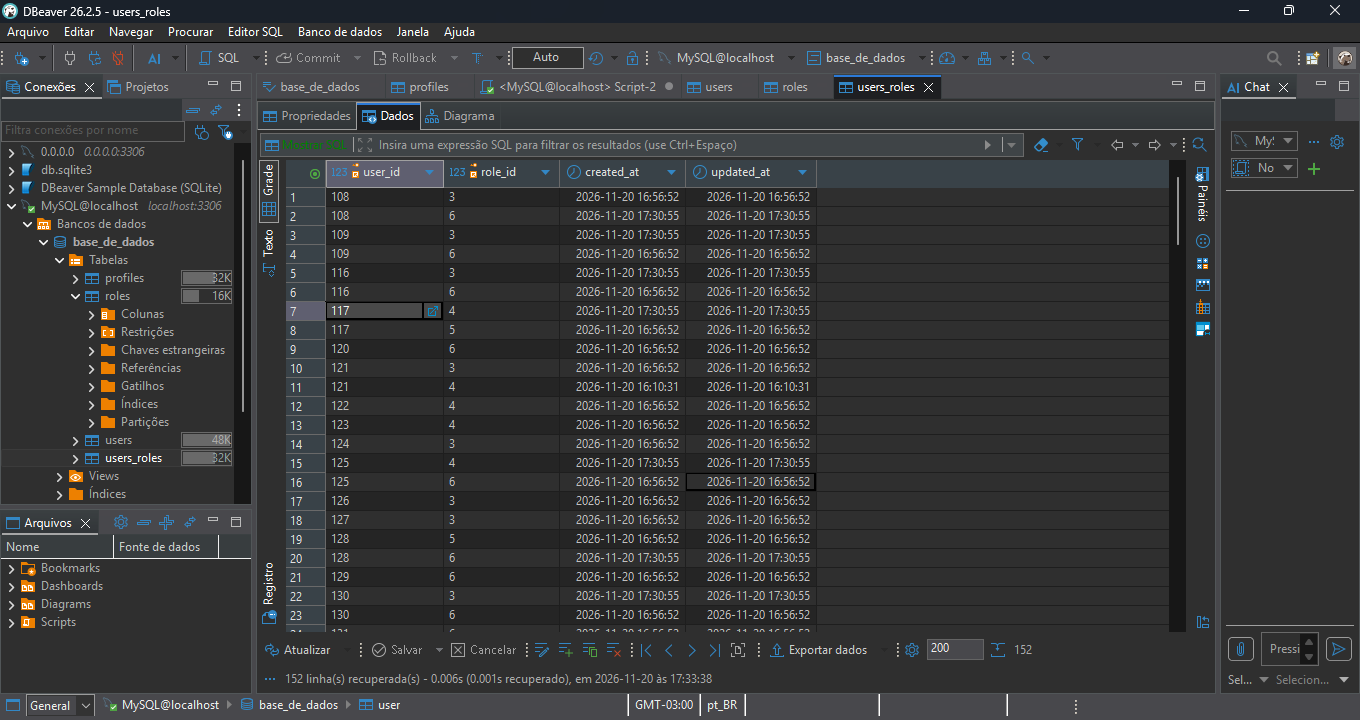 DBeaver 26.2.5 - users_roles
Arquivo Editar Navegar Procurar Editor SQL Banco de dados Janela Ajuda
AI SQL Commit Rollback T Auto MySQL@localhost base_de_dados
Conexões Projetos
base_de_dados profiles <MySQL@localhost> Script-2 users roles users_roles
AI Chat
Propriedades Dados Diagrama
Filtra conexões por nome
Mostrar SQL Insira uma expressão SQL para filtrar os resultados (use Ctrl+Espaço)
My:
No
0.0.0.0 0.0.0.0:3306
db.sqlite3
DBeaver Sample Database (SQLite)
MySQL@localhost localhost:3306
Bancos de dados
base_de_dados
Tabelas
profiles 32K
roles 16K
Colunas
Restrições
Chaves estrangeiras
Referências
Gatilhos
Índices
Partições
users 48K
users_roles 32K
Views
Índices
Arquivos
Nome Fonte de dados
Bookmarks
Dashboards
Diagrams
Scripts
Grade
Texto
Registro
123 user_id 123 role_id created_at updated_at
1 108 3 2026-11-20 16:56:52 2026-11-20 16:56:52
2 108 6 2026-11-20 17:30:55 2026-11-20 17:30:55
3 109 3 2026-11-20 17:30:55 2026-11-20 17:30:55
4 109 6 2026-11-20 16:56:52 2026-11-20 16:56:52
5 116 3 2026-11-20 17:30:55 2026-11-20 17:30:55
6 116 6 2026-11-20 16:56:52 2026-11-20 16:56:52
7 117 4 2026-11-20 17:30:55 2026-11-20 17:30:55
8 117 5 2026-11-20 16:56:52 2026-11-20 16:56:52
9 120 6 2026-11-20 16:56:52 2026-11-20 16:56:52
10 121 3 2026-11-20 16:56:52 2026-11-20 16:56:52
11 121 4 2026-11-20 16:10:31 2026-11-20 16:10:31
12 122 4 2026-11-20 16:56:52 2026-11-20 16:56:52
13 123 4 2026-11-20 16:56:52 2026-11-20 16:56:52
14 124 3 2026-11-20 16:56:52 2026-11-20 16:56:52
15 125 4 2026-11-20 17:30:55 2026-11-20 17:30:55
16 125 6 2026-11-20 16:56:52 2026-11-20 16:56:52
17 126 3 2026-11-20 16:56:52 2026-11-20 16:56:52
18 127 3 2026-11-20 16:56:52 2026-11-20 16:56:52
19 128 5 2026-11-20 16:56:52 2026-11-20 16:56:52
20 128 6 2026-11-20 17:30:55 2026-11-20 17:30:55
21 129 6 2026-11-20 16:56:52 2026-11-20 16:56:52
22 130 3 2026-11-20 17:30:55 2026-11-20 17:30:55
23 130 6 2026-11-20 16:56:52 2026-11-20 16:56:52
Painéis
Atualizar Salvar Cancelar Exportar dados 200 152
152 linha(s) recuperada(s) - 0.006s (0.001s recuperado), em 2026-11-20 às 17:33:38
Pressi
Sel... Selecion...
General MySQL@localhost base_de_dados user GMT-03:00 pt_BR